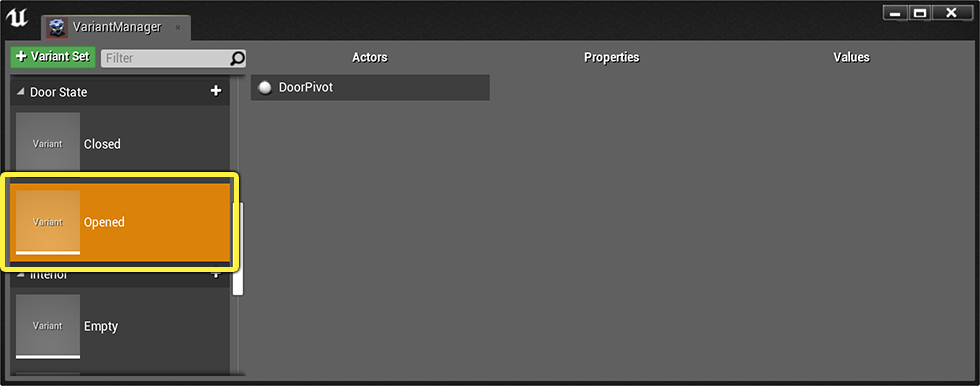 VariantManager
+ Variant Set
Filter
Actors
Properties
Values
Door State
DoorPivot
Variant
Closed
Variant
Opened
Interior
Variant
Empty